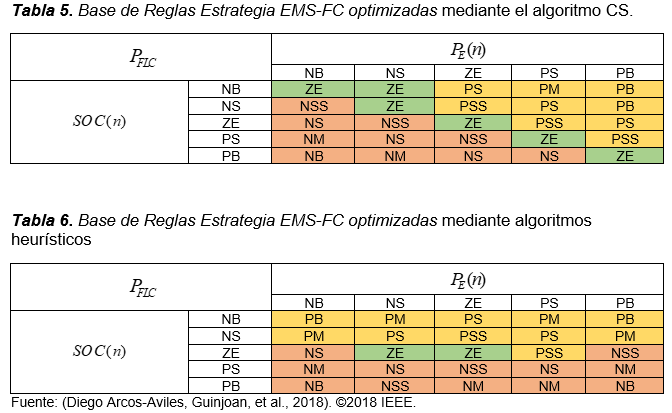 Tabla 5. Base de Reglas Estrategia EMS-FC optimizadas mediante el algoritmo CS.
P_FLC P_E(n)
NB NS ZE PS PB
SOC(n) NB ZE ZE PS PM PB
NS NSS ZE PSS PS PB
ZE NS NSS ZE PSS PS
PS NM NS NSS ZE PSS
PB NB NM NS NS ZE
Tabla 6. Base de Reglas Estrategia EMS-FC optimizadas mediante algoritmos
heurísticos
P_FLC P_E(n)
NB NS ZE PS PB
SOC(n) NB PB PM PS PM PB
NS PM PS PSS PS PM
ZE NS ZE ZE PSS NSS
PS NM NS NSS NS NM
PB NB NSS NM NM NB
Fuente: (Diego Arcos-Aviles, Guinjoan, et al., 2018). ©2018 IEEE.